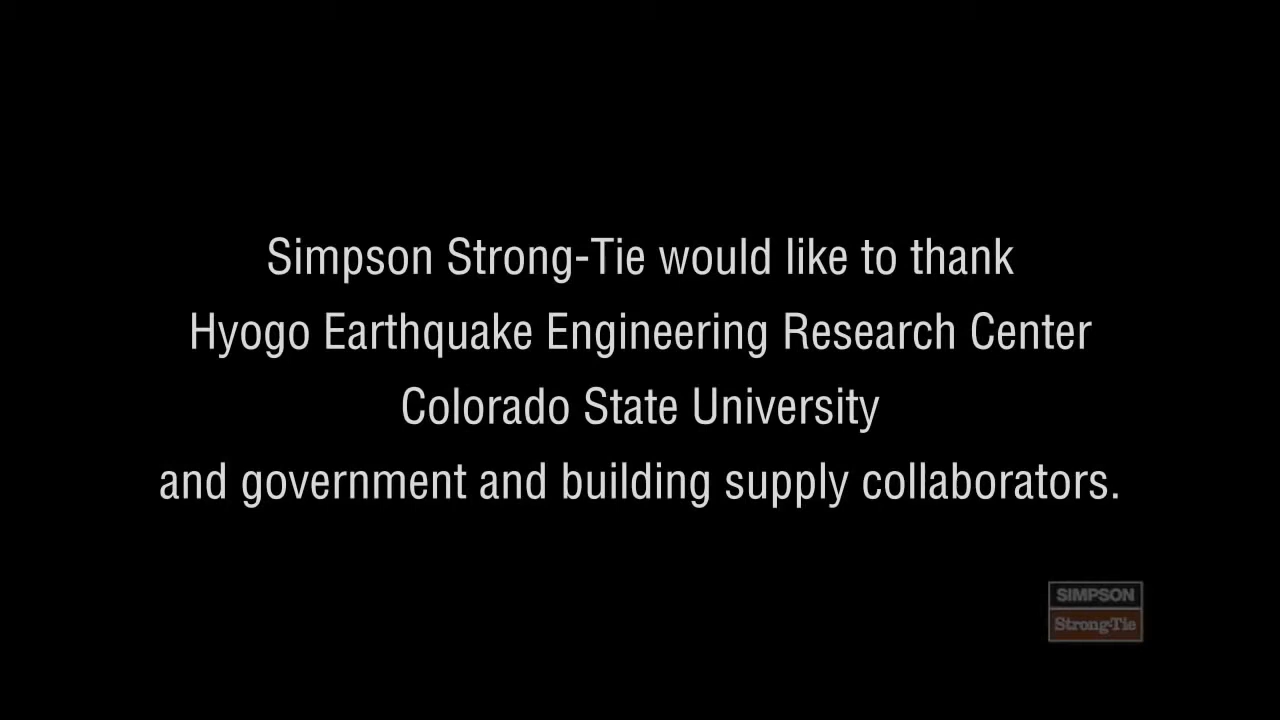 Simpson Strong-Tie would like to thank
Hyogo Earthquake Engineering Research Center
Colorado State University
and government and building supply collaborators.
SIMPSON
Strong-Tie